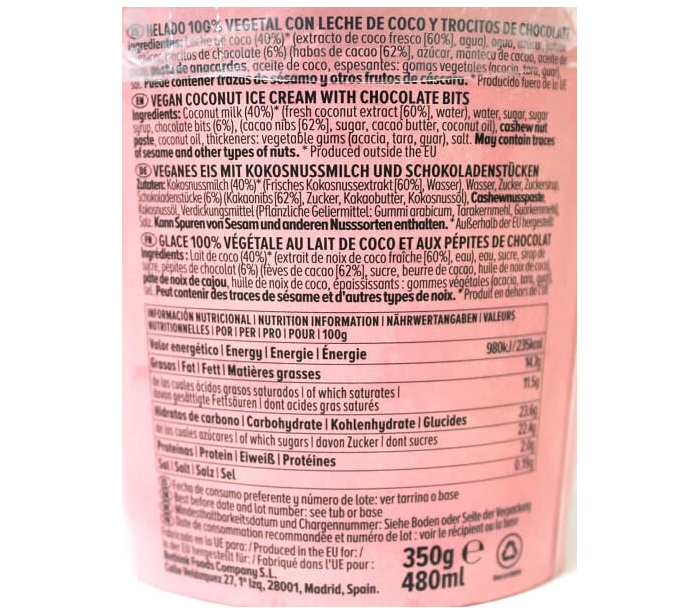 ES HELADO 100% VEGETAL CON LECHE DE COCO Y TROCITOS DE CHOCOLATE
Ingredientes: Leche de coco (40%)* (extracto de coco fresco [60%], agua), agua, azúcar,
trocitos de chocolate (6%) (habas de cacao [62%], azúcar, manteca de cacao, aceite de
pasta de anacardos, aceite de coco, espesantes: gomas vegetales (acacia, tara, guar),
sal. Puede contener trazas de sésamo y otros frutos de cáscara. *Producido fuera de la UE
EN VEGAN COCONUT ICE CREAM WITH CHOCOLATE BITS
Ingredients: Coconut milk (40%)* (fresh coconut extract [60%], water), water, sugar, sugar
syrup, chocolate bits (6%), (cacao nibs [62%], sugar, cacao butter, coconut oil), cashew nut
paste, coconut oil, thickeners: vegetable gums (acacia, tara, guar), salt. May contain traces
of sesame and other types of nuts. *Produced outside the EU
DE VEGANES EIS MIT KOKOSNUSSMILCH UND SCHOKOLADENSTÜCKEN
Zutaten: Kokosnussmilch (40%)* (Frisches Kokosnussextrakt [60%], Wasser), Wasser, Zucker, Zuckersirup,
Schokoladenstücke (6%) (Kakaonibs [62%], Zucker, Kakaobutter, Kokosnussöl), Cashewnusspaste,
Kokosnussöl, Verdickungsmittel (Pflanzliche Geliermittel: Gummi arabicum, Tarakernmehl, Guarkernmehl),
Salz. Kann Spuren von Sesam und anderen Nusssorten enthalten. *Außerhalb der EU hergestellt
FR GLACE 100% VÉGÉTALE AU LAIT DE COCO ET AUX PÉPITES DE CHOCOLAT
Ingrédients: Lait de coco (40%)* (extrait de noix de coco fraîche [60%], eau), eau, sucre, sirop de
sucre, pépites de chocolat (6%) (fèves de cacao [62%], sucre, beurre de cacao, huile de noix de coco),
pâte de noix de cajou, huile de noix de coco, épaississants: gommes végétales (acacia, tara, guar),
sel. Peut contenir des traces de sésame et d'autres types de noix. *Produit en dehors de l'UE
INFORMACIÓN NUTRICIONAL | NUTRITION INFORMATION | NÄHRWERTANGABEN | VALEURS
NUTRITIONNELLES | POR | PER | PRO | POUR | 100g
Valor energético | Energy | Energie | Énergie 980kJ/235kcal
Grasas | Fat | Fett | Matières grasses
de las cuales ácidos grasos saturados | of which saturates | 11.5g
davon gesättigte Fettsäuren | dont acides gras saturés
Hidratos de carbono | Carbohydrate | Kohlenhydrate | Glucides 23.6g
de los cuales azúcares | of which sugars | davon Zucker | dont sucres 22.4g
Proteínas | Protein | Eiweiß | Protéines
Sal | Salt | Salz | Sel
ES Fecha de consumo preferente y número de lote: ver tarrina o base
EN Best before date and lot number: see tub or base
DE Mindesthaltbarkeitsdatum und Chargennummer: Siehe Boden oder Seite der Verpackung
FR Date de consommation recommandée et numéro de lot: voir le récipient ou la base
Fabricado en la UE para: / Produced in the EU for: /
In der EU hergestellt für: / Fabriqué dans l'UE pour:
Foods Company S.L.
Calle Velázquez 27, 1º Izq. 28001, Madrid, Spain.
350g e
480ml